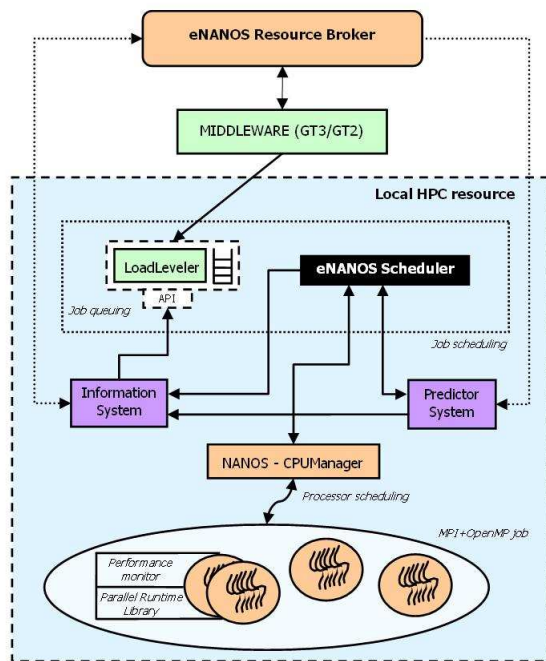 eNANOS Resource Broker
MIDDLEWARE (GT3/GT2)
Local HPC resource
LoadLeveler
eNANOS Scheduler
API
Job queuing
Job scheduling
Information
System
Predictor
System
NANOS - CPUManager
Processor scheduling
MPI+OpenMP job
Performance
monitor
Parallel Runtime
Library